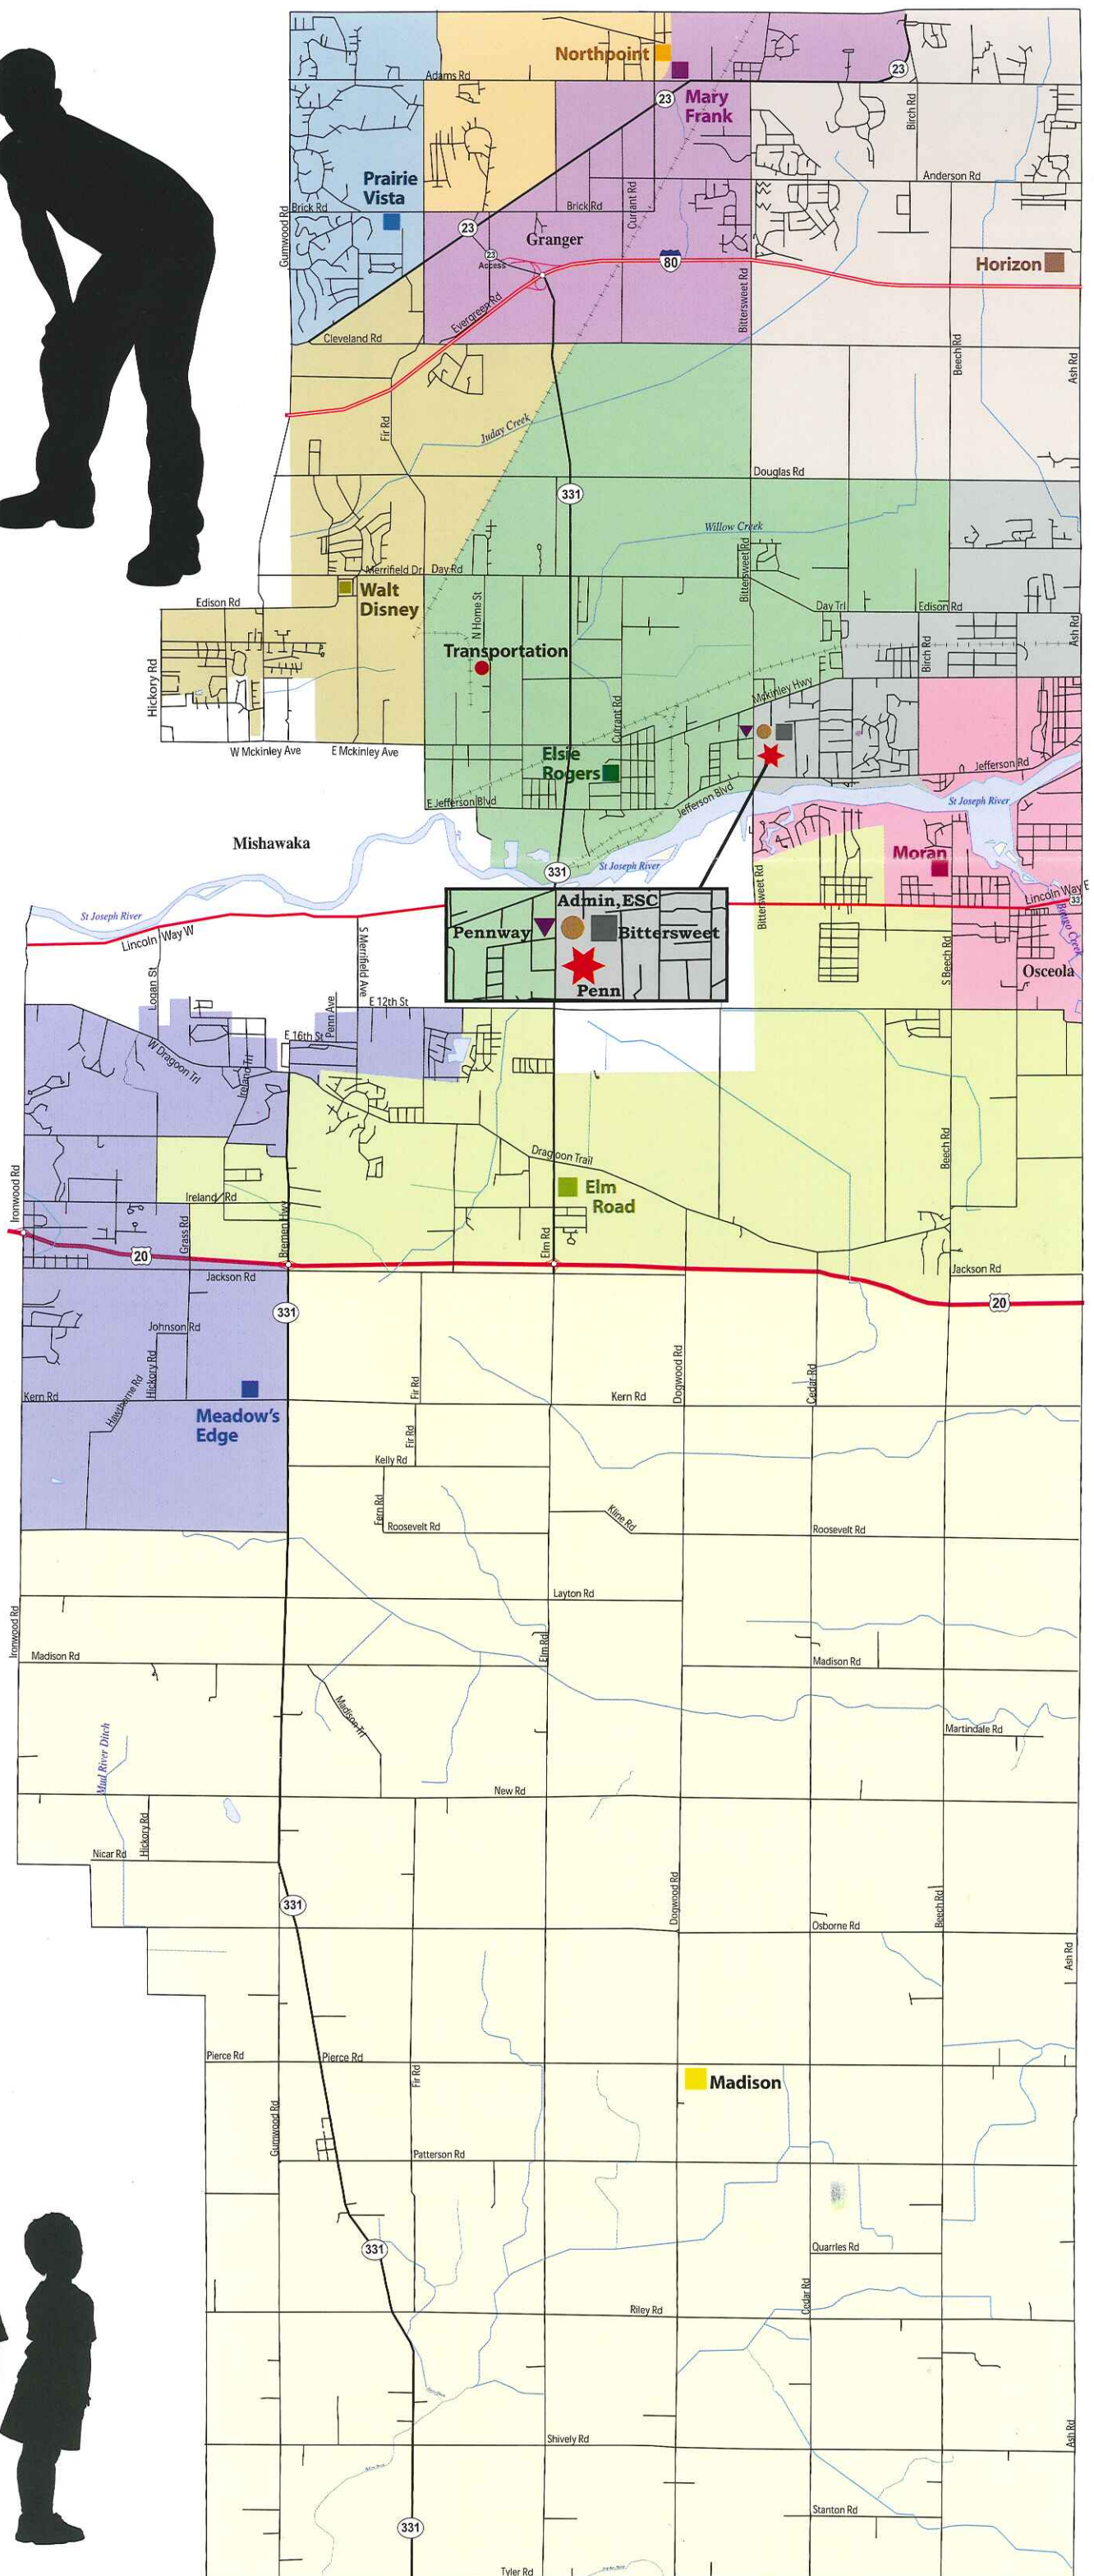 Northpoint
Adams Rd
23
23
Mary
Frank
Birch Rd
Prairie
Vista
Anderson Rd
Gumwood Rd
Brick Rd
Brick Rd
Currant Rd
23
Granger
23
Access
80
Horizon
Bittersweet Rd
Evergreen Rd
Cleveland Rd
Beech Rd
Ash Rd
Fir Rd
Juday Creek
Douglas Rd
331
Willow Creek
Bittersweet Rd
Merrifield Dr
Day Rd
Walt
Disney
Edison Rd
N Home St
Day Trl
Edison Rd
Birch Rd
Ash Rd
Transportation
Hickory Rd
Mckinley Hwy
Currant Rd
W Mckinley Ave
E Mckinley Ave
Elsie
Rogers
Jefferson Rd
E Jefferson Blvd
Jefferson Blvd
St Joseph River
Mishawaka
Moran
331
St Joseph River
Bittersweet Rd
Lincoln Way E
33
Admin,ESC
Pennway
Bittersweet
Penn
St Joseph River
Lincoln Way W
S Merrifield Ave
S Beech Rd
Osceola
Logan St
Penn Ave
E 12th St
E 16th St
W Dragoon Trl
Ireland Trl
Dragoon Trail
Beech Rd
Ironwood Rd
Elm
Road
Ireland Rd
Grass Rd
Bremen Hwy
Elm Rd
20
Jackson Rd
Jackson Rd
20
331
Johnson Rd
Hickory Rd
Hawthorne Rd
Fir Rd
Dogwood Rd
Cedar Rd
Kern Rd
Kern Rd
Meadow's
Edge
Fir Rd
Kelly Rd
Fern Rd
Roosevelt Rd
Kline Rd
Roosevelt Rd
Layton Rd
Ironwood Rd
Elm Rd
Madison Rd
Madison Rd
Madison Trl
Mud River Ditch
Martindale Rd
New Rd
Hickory Rd
Nicar Rd
331
Dogwood Rd
Beech Rd
Osborne Rd
Ash Rd
Pierce Rd
Pierce Rd
Fir Rd
Madison
Gumwood Rd
Patterson Rd
331
Quarrles Rd
Cedar Rd
Riley Rd
Shively Rd
Ash Rd
Stanton Rd
331
Tyler Rd